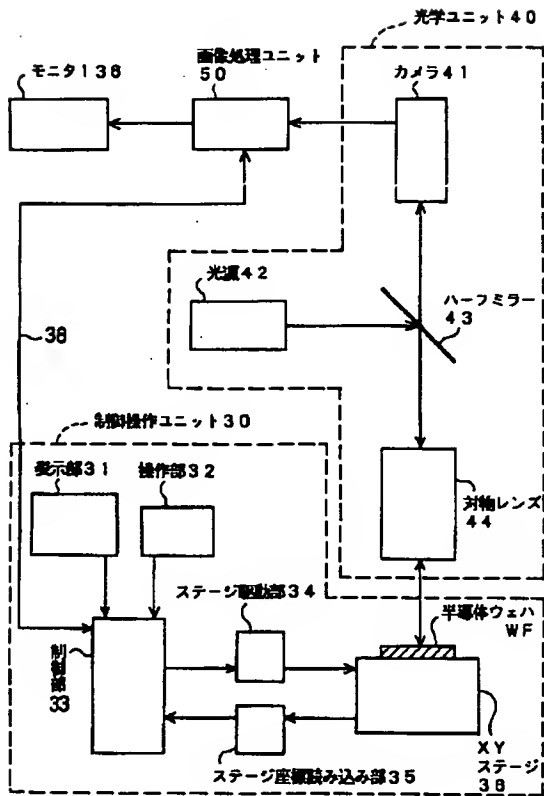 光学ユニット40
画像処理ユニット
50
モニタ136
カメラ41
光源42
ハーフミラー
43
38
制御操作ユニット30
表示部31
操作部32
対物レンズ
44
ステージ駆動部34
半導体ウェハ
WF
制御部
33
ステージ座標読み込み部35
XY
ステージ
36